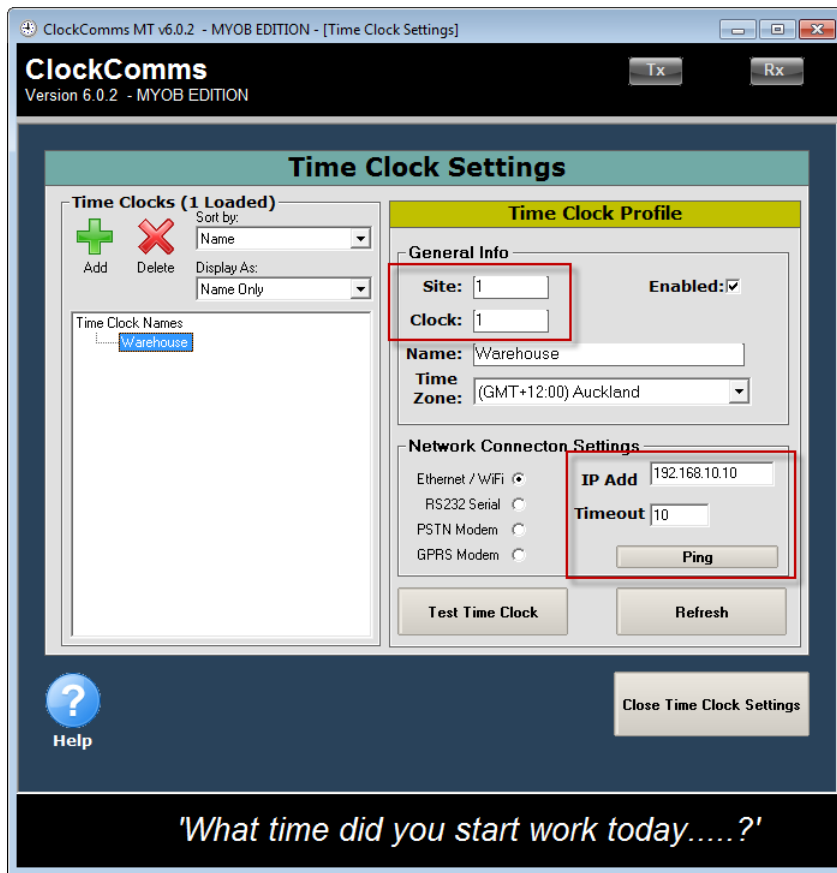 ClockComms MT v6.0.2 - MYOB EDITION - [Time Clock Settings]
ClockComms
Tx
Rx
Version 6.0.2 - MYOB EDITION
Time Clock Settings
Time Clocks (1 Loaded)
Sort by:
Name
Add
Delete
Display As:
Name Only
Time Clock Names
Warehouse
Time Clock Profile
General Info
Site: 1
Enabled:
Clock: 1
Name: Warehouse
Time Zone: (GMT+12:00) Auckland
Network Connecton Settings
Ethernet / WiFi
RS232 Serial
PSTN Modem
GPRS Modem
IP Add 192.168.10.10
Timeout 10
Ping
Test Time Clock
Refresh
?
Help
Close Time Clock Settings
'What time did you start work today.....?'